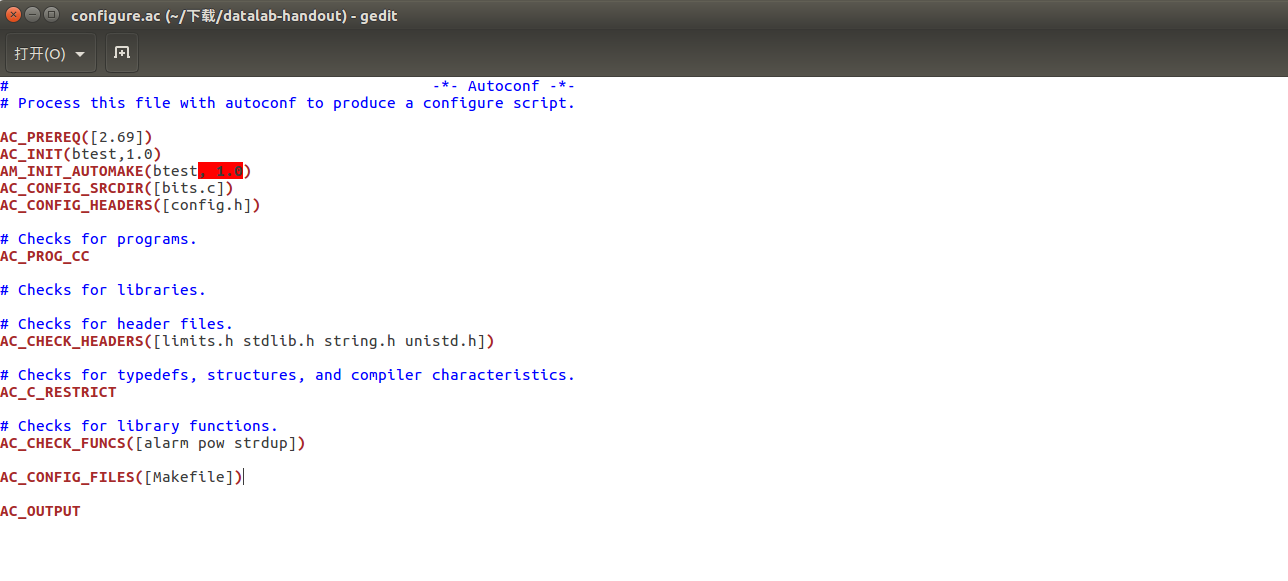 configure.ac (~/下载/datalab-handout) - gedit
打开(O)
# -*- Autoconf -*-
# Process this file with autoconf to produce a configure script.
AC_PREREQ([2.69])
AC_INIT(btest,1.0)
AM_INIT_AUTOMAKE(btest, 1.0)
AC_CONFIG_SRCDIR([bits.c])
AC_CONFIG_HEADERS([config.h])
# Checks for programs.
AC_PROG_CC
# Checks for libraries.
# Checks for header files.
AC_CHECK_HEADERS([limits.h stdlib.h string.h unistd.h])
# Checks for typedefs, structures, and compiler characteristics.
AC_C_RESTRICT
# Checks for library functions.
AC_CHECK_FUNCS([alarm pow strdup])
AC_CONFIG_FILES([Makefile])
AC_OUTPUT